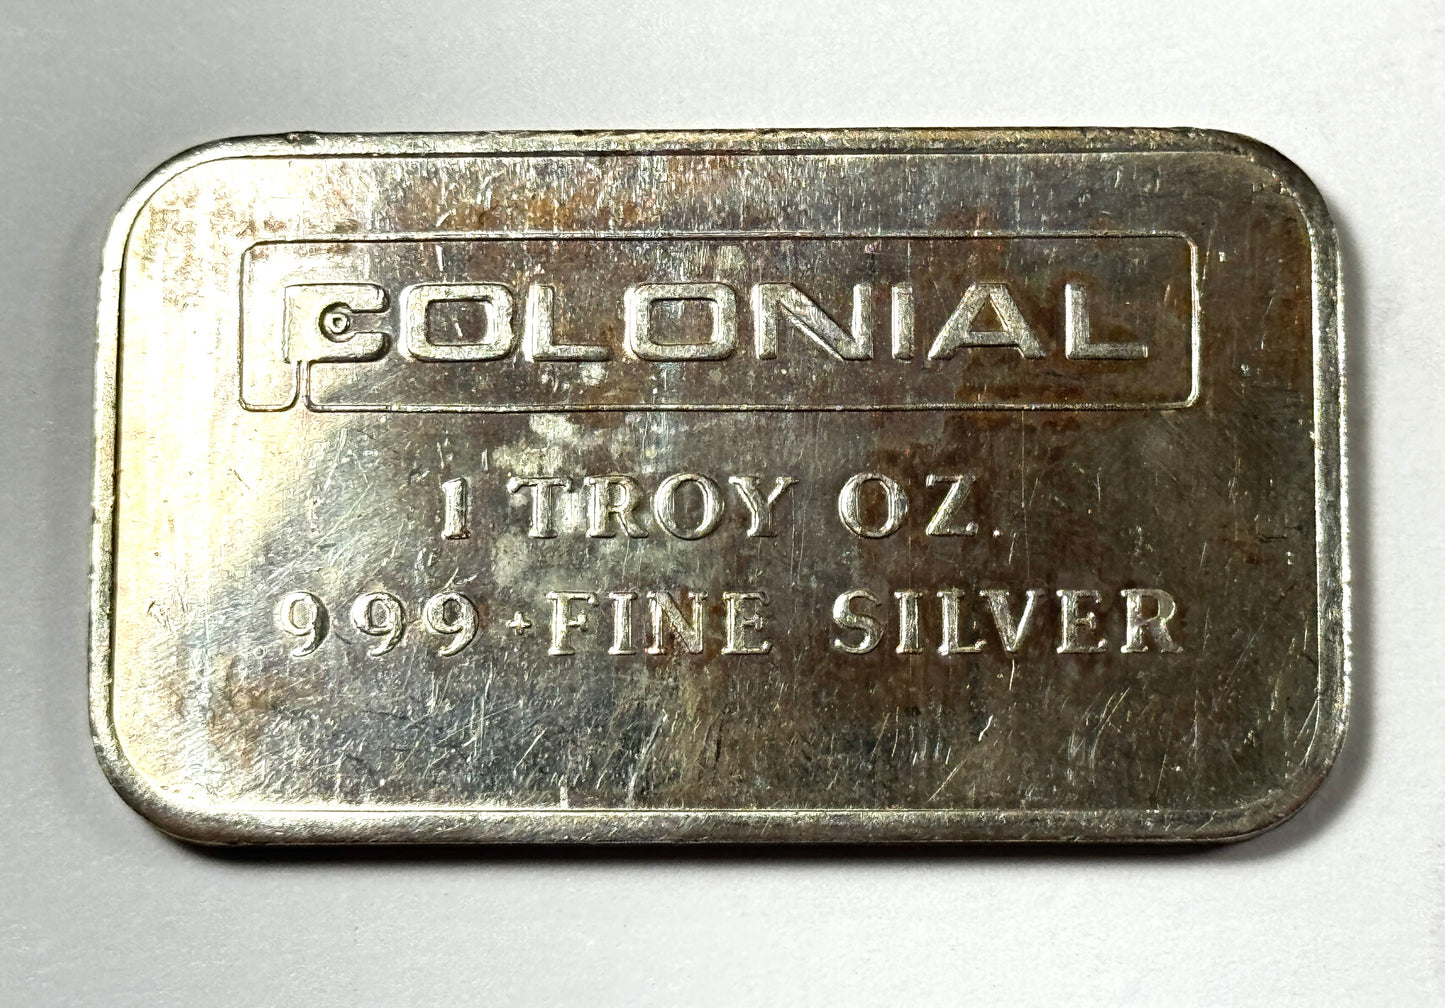 COLONIAL
1 TROY OZ.
999+FINE SILVER